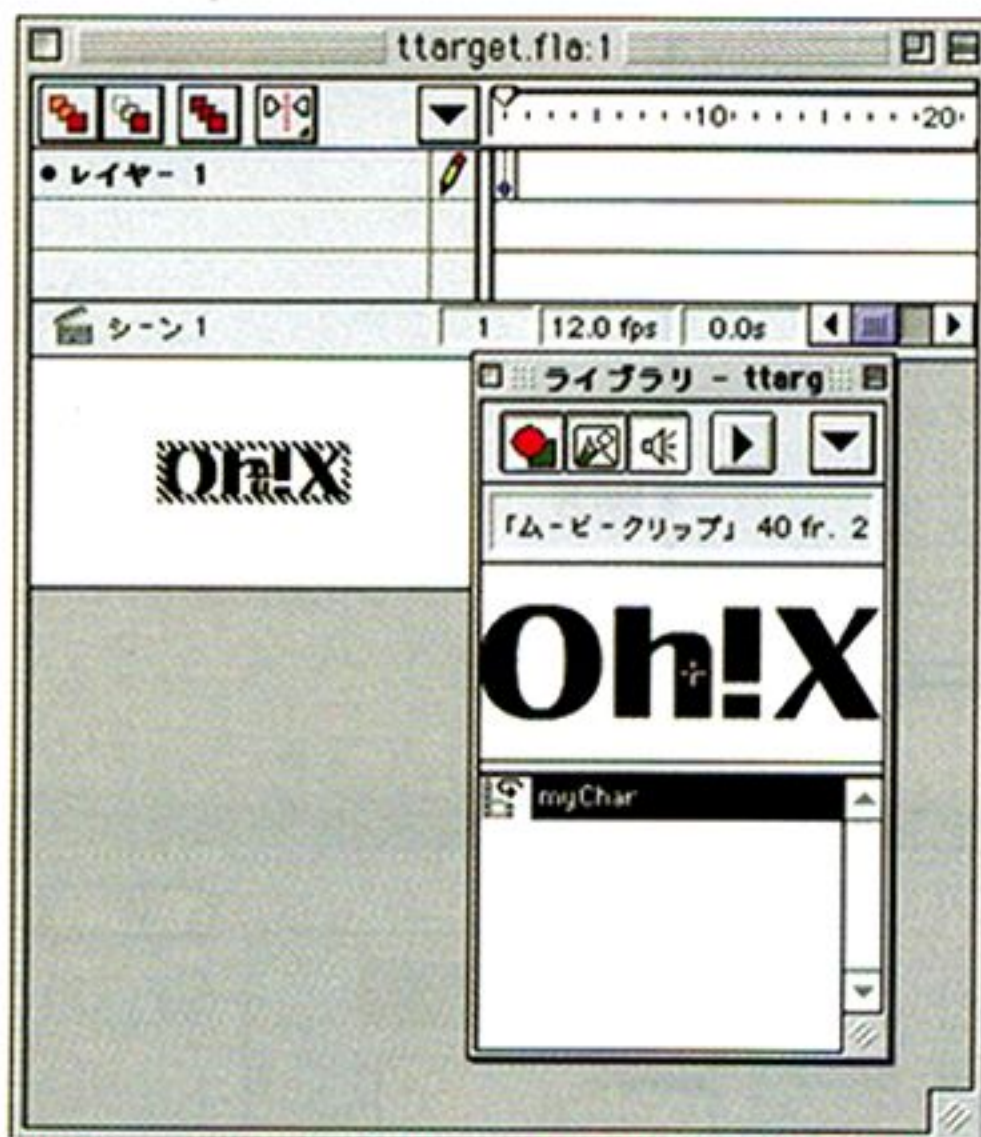 ttarget.fla:1
10 20
レイヤー 1
シーン 1 1 12.0 fps 0.0s
Oh!X
ライブラリ - ttarg
「ムービークリップ」 40 fr. 2
Oh!X
myChar